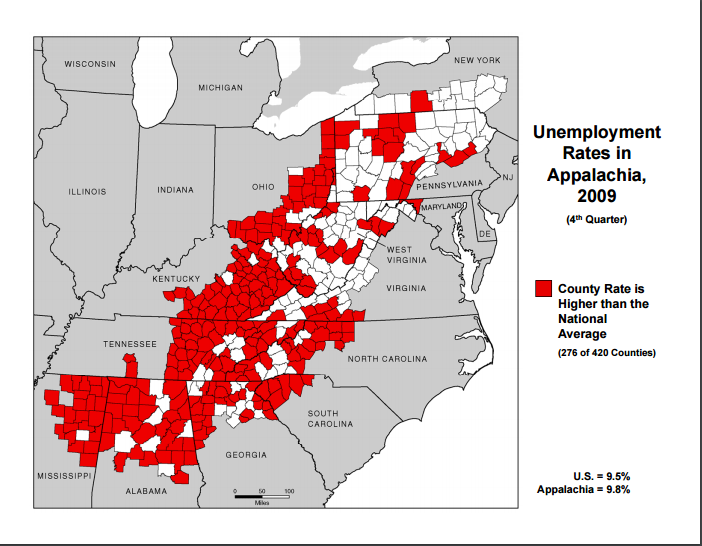 WISCONSIN
NEW YORK
MICHIGAN
Unemployment
Rates in
Appalachia,
2009
(4th Quarter)
ILLINOIS
INDIANA
OHIO
PENNSYLVANIA
NJ
MARYLAND
DE
WEST
VIRGINIA
KENTUCKY
VIRGINIA
County Rate is
Higher than the
National
Average
(276 of 420 Counties)
TENNESSEE
NORTH CAROLINA
SOUTH
CAROLINA
GEORGIA
MISSISSIPPI
ALABAMA
0 50 100
Miles
U.S. = 9.5%
Appalachia = 9.8%